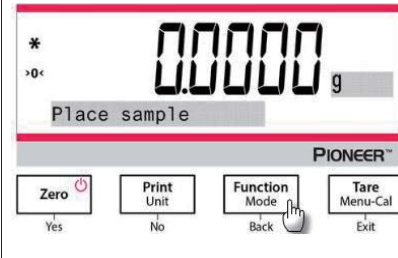 *
>0<
0.0000 g
Place sample
PIONEER™
Zero
Yes
Print
Unit
No
Function
Mode
Back
Tare
Menu-Cal
Exit